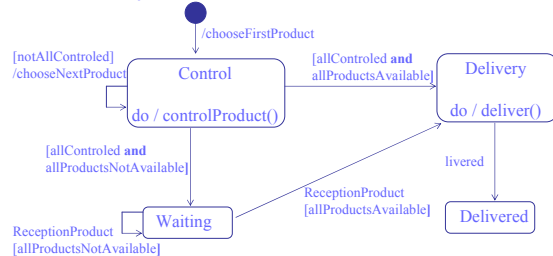 /chooseFirstProduct
[notAllControled]
/chooseNextProduct
Control
do / controlProduct()
[allControled and
allProductsAvailable]
Delivery
do / deliver()
[allControled and
allProductsNotAvailable]
livered
ReceptionProduct
[allProductsAvailable]
Waiting
ReceptionProduct
[allProductsNotAvailable]
Delivered